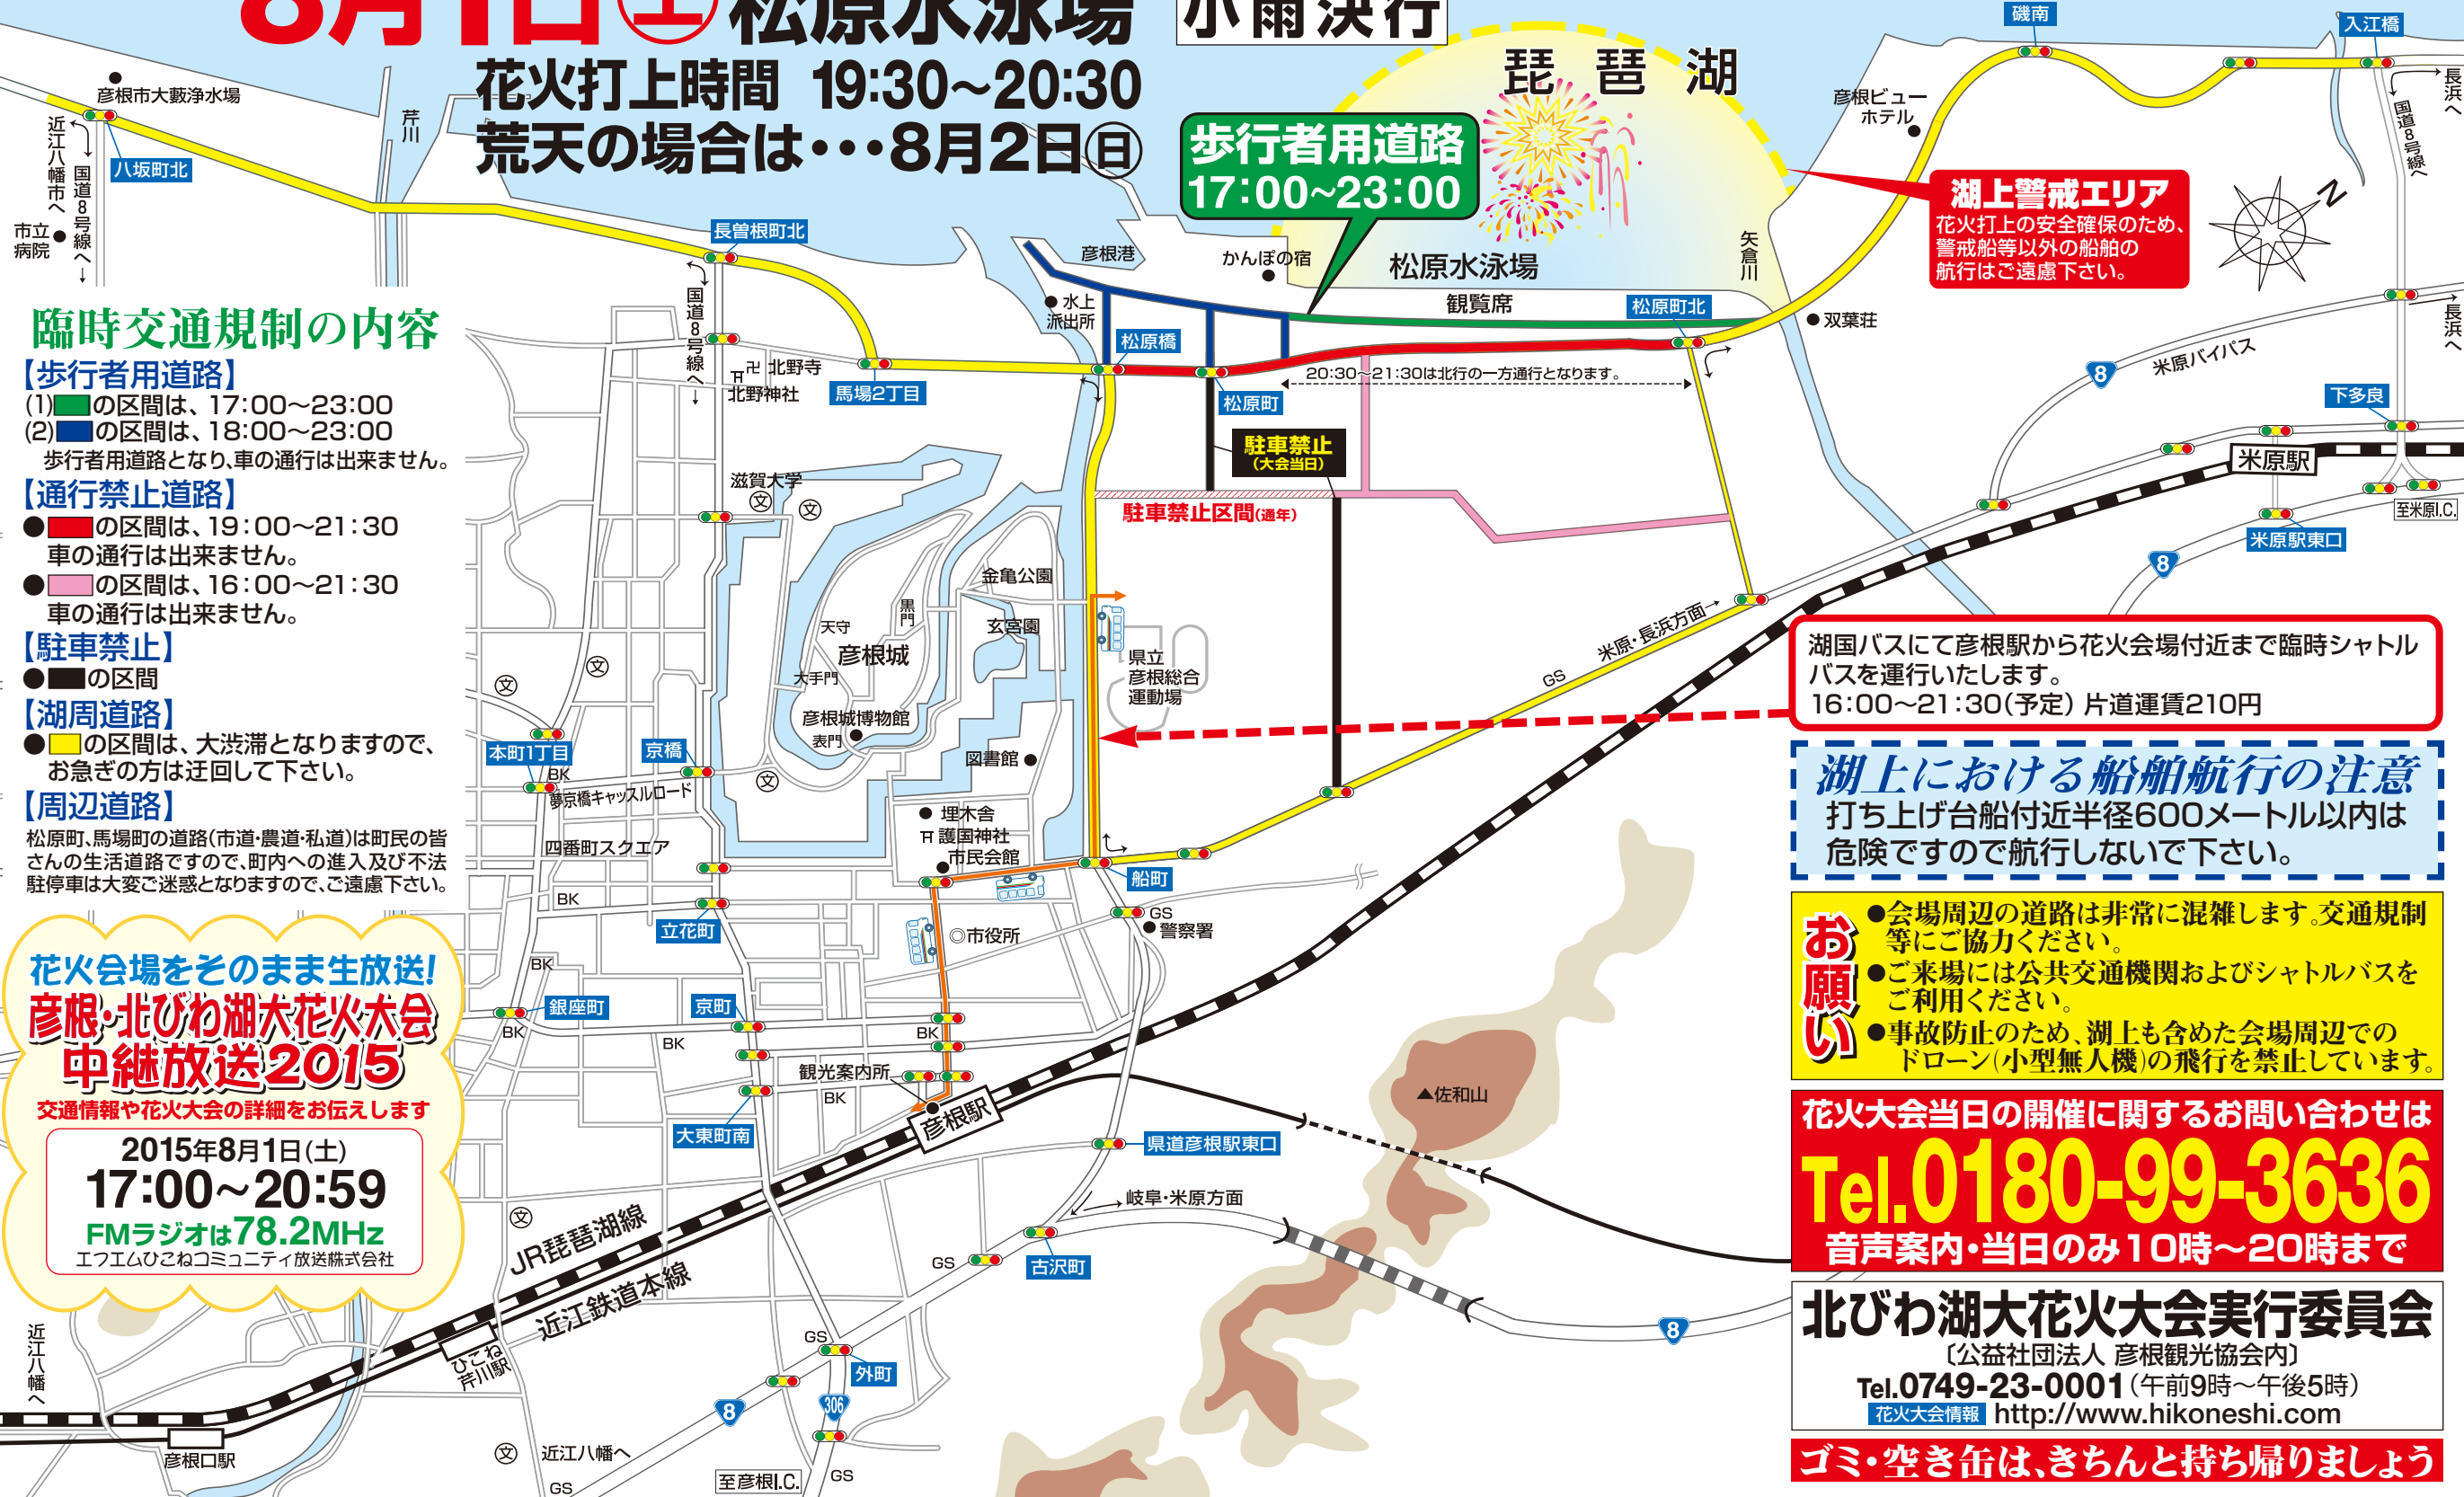 8月1日㊏ 松原水泳場
小雨決行
花火打上時間 19:30〜20:30
荒天の場合は・・・8月2日㊐
琵琶湖
歩行者用道路
17:00〜23:00
湖上警戒エリア
花火打上の安全確保のため、
警戒船等以外の船舶の
航行はご遠慮下さい。
磯南
入江橋
長浜へ
国道8号線へ
彦根ビュー
ホテル
N
彦根市大藪浄水場
近江八幡市へ
国道8号線へ
八坂町北
市立
病院
芹川
長曽根町北
国道8号線へ
彦根港
かんぽの宿
松原水泳場
観覧席
矢倉川
松原町北
双葉荘
水上
派出所
松原橋
松原町
20:30〜21:30は北行の一方通行となります。
卍 北野寺
北野神社
馬場2丁目
長浜へ
8
米原バイパス
下多良
米原駅
至米原I.C.
米原駅東口
8
駐車禁止
(大会当日)
駐車禁止区間(通年)
滋賀大学
文
文
金亀公園
黒門
玄宮園
天守
彦根城
大手門
彦根城博物館
表門
図書館
県立
彦根総合
運動場
GS
米原・長浜方面
文
文
本町1丁目
京橋
BK
夢京橋キャッスルロード
文
埋木舎
護国神社
市民会館
四番町スクエア
船町
BK
立花町
GS
警察署
◎市役所
BK
銀座町
京町
BK
BK
BK
観光案内所
BK
彦根駅
大東町南
県道彦根駅東口
▲佐和山
岐阜・米原方面
文
JR琵琶湖線
近江鉄道本線
GS
古沢町
GS
外町
8
306
8
ひこね
芹川駅
近江八幡へ
彦根口駅
文
近江八幡へ
至彦根I.C.
GS
GS
臨時交通規制の内容
【歩行者用道路】
(1)の区間は、17:00〜23:00
(2)の区間は、18:00〜23:00
歩行者用道路となり、車の通行は出来ません。
【通行禁止道路】
●の区間は、19:00〜21:30
車の通行は出来ません。
●の区間は、16:00〜21:30
車の通行は出来ません。
【駐車禁止】
●の区間
【湖周道路】
●の区間は、大渋滞となりますので、
お急ぎの方は迂回して下さい。
【周辺道路】
松原町、馬場町の道路(市道・農道・私道)は町民の皆
さんの生活道路ですので、町内への進入及び不法
駐停車は大変ご迷惑となりますので、ご遠慮下さい。
花火会場をそのまま生放送!
彦根・北びわ湖大花火大会
中継放送2015
交通情報や花火大会の詳細をお伝えします
2015年8月1日(土)
17:00〜20:59
FMラジオは78.2MHz
エフエムひこねコミュニティ放送株式会社
湖国バスにて彦根駅から花火会場付近まで臨時シャトル
バスを運行いたします。
16:00〜21:30(予定) 片道運賃210円
湖上における船舶航行の注意
打ち上げ台船付近半径600メートル以内は
危険ですので航行しないで下さい。
お願い
●会場周辺の道路は非常に混雑します。交通規制
等にご協力ください。
●ご来場には公共交通機関およびシャトルバスを
ご利用ください。
●事故防止のため、湖上も含めた会場周辺での
ドローン(小型無人機)の飛行を禁止しています。
花火大会当日の開催に関するお問い合わせは
Tel.0180-99-3636
音声案内・当日のみ10時〜20時まで
北びわ湖大花火大会実行委員会
〔公益社団法人 彦根観光協会内〕
Tel.0749-23-0001(午前9時〜午後5時)
花火大会情報 http://www.hikoneshi.com
ゴミ・空き缶は、きちんと持ち帰りましょう